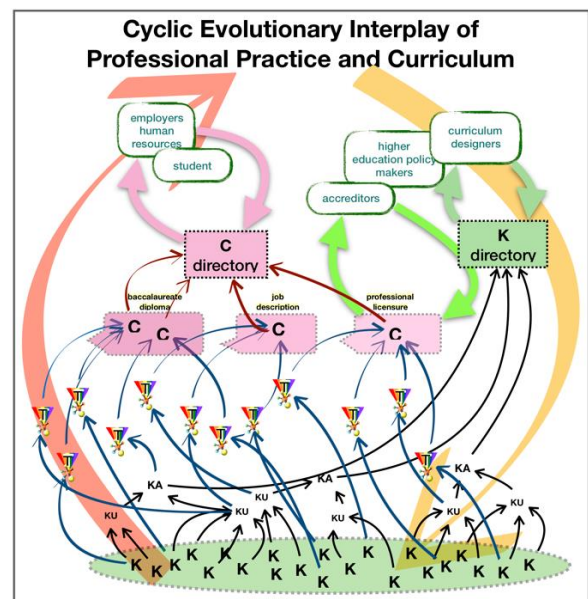 Cyclic Evolutionary Interplay of
Professional Practice and Curriculum
employers
human
resources
student
higher
education policy
makers
curriculum
designers
accreditors
C
directory
K
directory
baccalaureate
diploma
job
description
professional
licensure
C
C
C
C
T
T
T
T
T
T
T
T
T
T
T
T
KA
KA
KA
KU
KU
KU
KU
KU
KU
K K K K K K K K K K K K K K K K K K K K K K K K